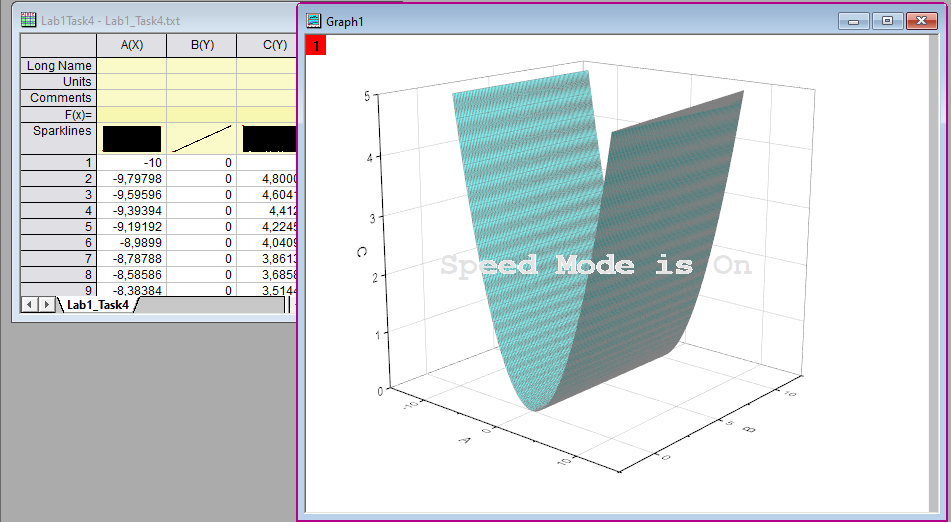 Lab1Task4 - Lab1_Task4.txt
A(X) B(Y) C(Y)
Long Name
Units
Comments
F(x)=
Sparklines
1 -10 0
2 -9,79798 0 4,8000
3 -9,59596 0 4,6041
4 -9,39394 0 4,412
5 -9,19192 0 4,2245
6 -8,9899 0 4,0409
7 -8,78788 0 3,8613
8 -8,58586 0 3,6858
9 -8,38384 0 3,5144
Lab1_Task4
Graph1
1
5
4
3
2
1
0
C
Speed Mode is On
-10
0
10
A
0
5
10
B